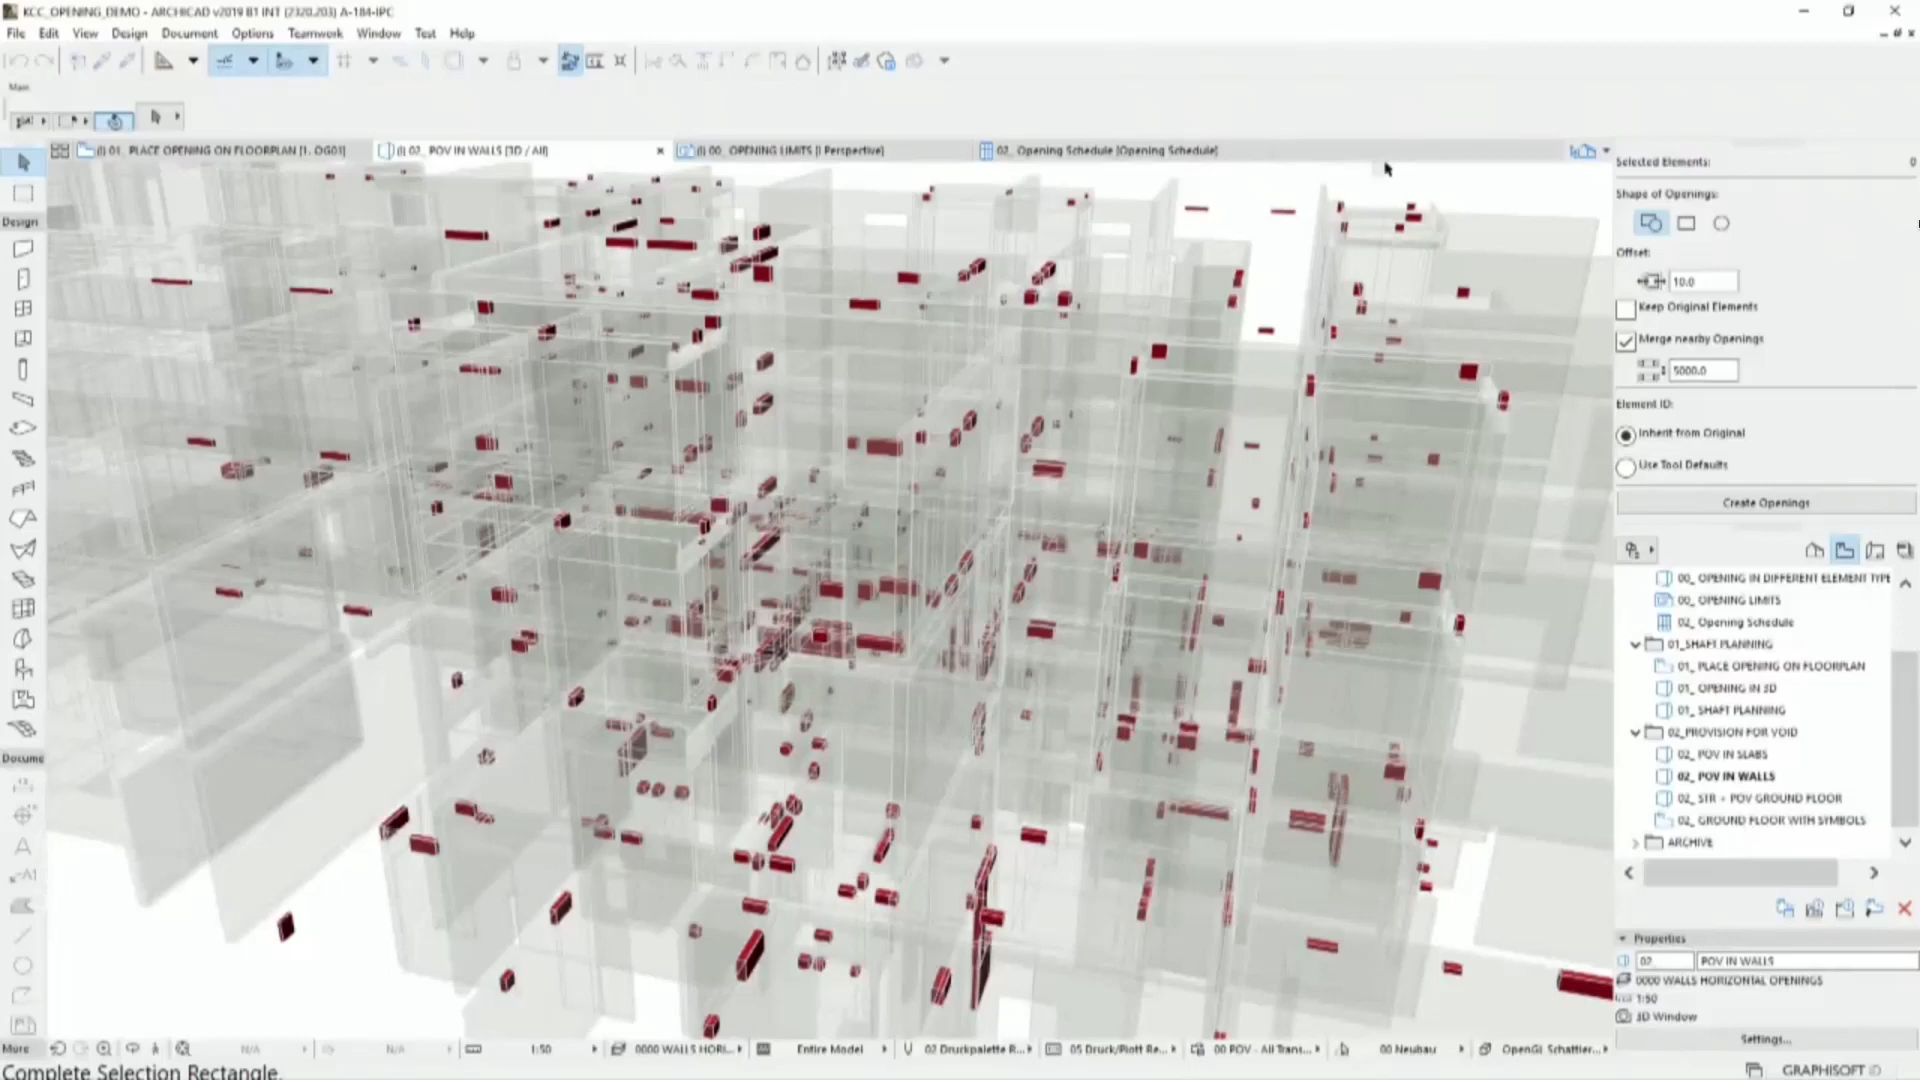 KCC_OPENING_DEMO - ARCHICAD v2019 B1 INT (2320.203) A-184-IPC
File Edit View Design Document Options Teamwork Window Test Help
Main
(I) 01_ PLACE OPENING ON FLOORPLAN [1. OG01]
(I) 02_ POV IN WALLS [3D / All]
(I) 00_ OPENING LIMITS [I Perspective]
02_ Opening Schedule [Opening Schedule]
Selected Elements: 0
Shape of Openings:
Offset:
10.0
Keep Original Elements
Merge nearby Openings
5000.0
Element ID:
Inherit from Original
Use Tool Defaults
Create Openings
00_ OPENING IN DIFFERENT ELEMENT TYPE
00_ OPENING LIMITS
02_ Opening Schedule
01_SHAFT PLANNING
01_ PLACE OPENING ON FLOORPLAN
01_ OPENING IN 3D
01_ SHAFT PLANNING
02_PROVISION FOR VOID
02_ POV IN SLABS
02_ POV IN WALLS
02_ STR + POV GROUND FLOOR
02_ GROUND FLOOR WITH SYMBOLS
ARCHIVE
Properties
02_ POV IN WALLS
0000 WALLS HORIZONTAL OPENINGS
1:50
3D Window
Settings...
Design
Docume
A
A1
More
N/A
N/A
1:50
0000 WALLS HORI...
Entire Model
02 Druckpalette R...
05 Druck/Plott Re...
00 POV - All Trans...
00 Neubau
OpenGL Schattier...
Complete Selection Rectangle.
GRAPHISOFT ID